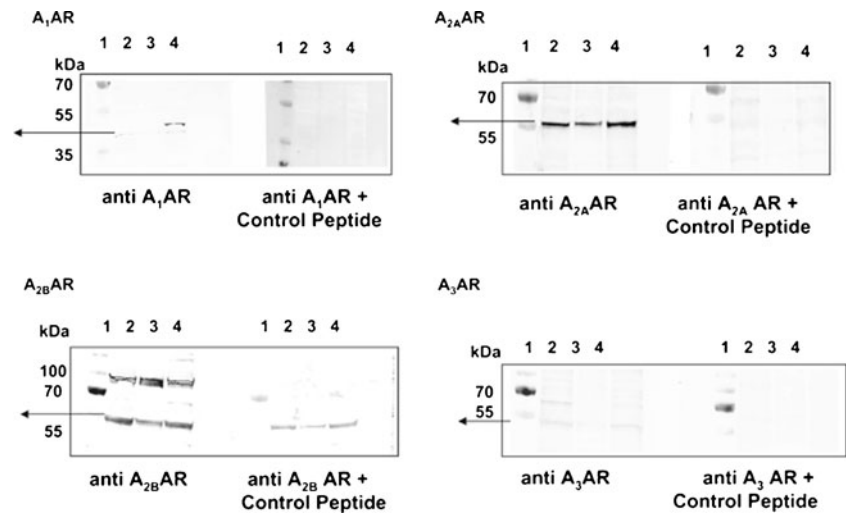 A₁AR
1 2 3 4 1 2 3 4
kDa
70
55
35
anti A₁AR anti A₁AR +
Control Peptide
A₂ₐAR
1 2 3 4 1 2 3 4
kDa
70
55
anti A₂ₐAR anti A₂ₐ AR +
Control Peptide
A₂BAR
1 2 3 4 1 2 3 4
kDa
100
70
55
anti A₂BAR anti A₂B AR +
Control Peptide
A₃AR
1 2 3 4 1 2 3 4
kDa
70
55
anti A₃AR anti A₃ AR +
Control Peptide